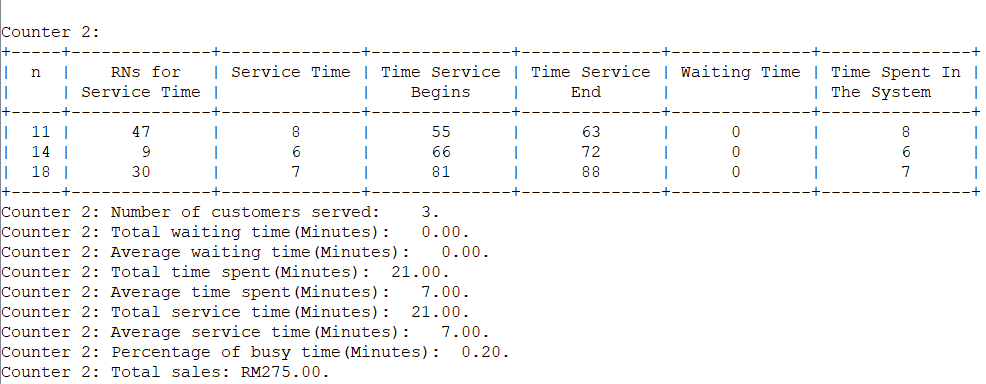 Counter 2:
+-----+--------------+--------------+--------------+--------------+--------------+---------------+
|  n  |    RNs for   | Service Time | Time Service | Time Service | Waiting Time | Time Spent In |
|     | Service Time |              |    Begins    |     End      |              | The System    |
+-----+--------------+--------------+--------------+--------------+--------------+---------------+
|  11 |      47      |       8      |      55      |      63      |      0       |       8       |
|  14 |       9      |       6      |      66      |      72      |      0       |       6       |
|  18 |      30      |       7      |      81      |      88      |      0       |       7       |
+-----+--------------+--------------+--------------+--------------+--------------+---------------+
Counter 2: Number of customers served:    3.
Counter 2: Total waiting time(Minutes):   0.00.
Counter 2: Average waiting time(Minutes):   0.00.
Counter 2: Total time spent(Minutes):  21.00.
Counter 2: Average time spent(Minutes):   7.00.
Counter 2: Total service time(Minutes):  21.00.
Counter 2: Average service time(Minutes):   7.00.
Counter 2: Percentage of busy time(Minutes):  0.20.
Counter 2: Total sales: RM275.00.